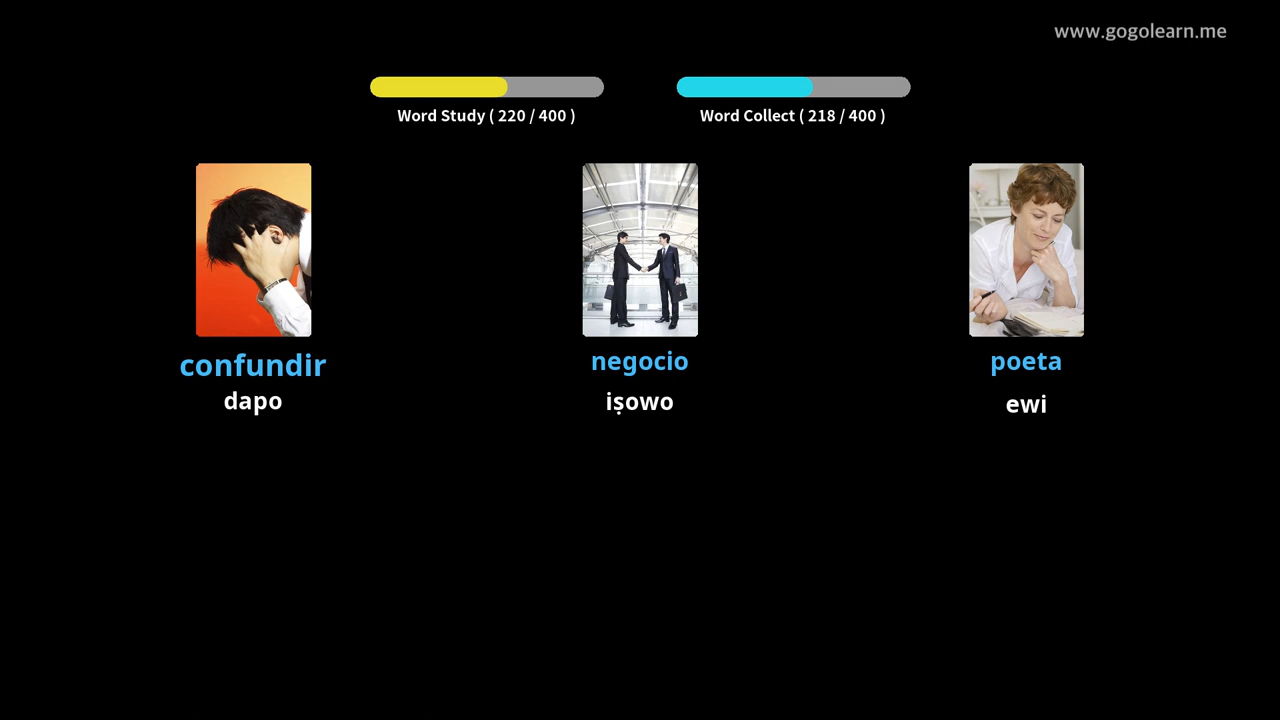 www.gogolearn.me
Word Study ( 220 / 400 )
Word Collect ( 218 / 400 )
confundir
dapo
negocio
iṣowo
poeta
ewi